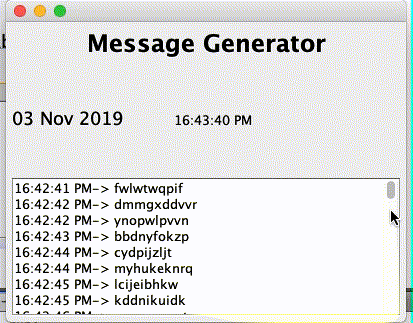 Message Generator
03 Nov 2019 16:43:40 PM
16:42:41 PM-> fwlwtwqpif
16:42:42 PM-> dmmgxddvvr
16:42:42 PM-> ynopwlpvvn
16:42:43 PM-> bbdnyfokzp
16:42:44 PM-> cydpijzljt
16:42:44 PM-> myhukeknrq
16:42:45 PM-> lcijeibhkw
16:42:45 PM-> kddnikuidk